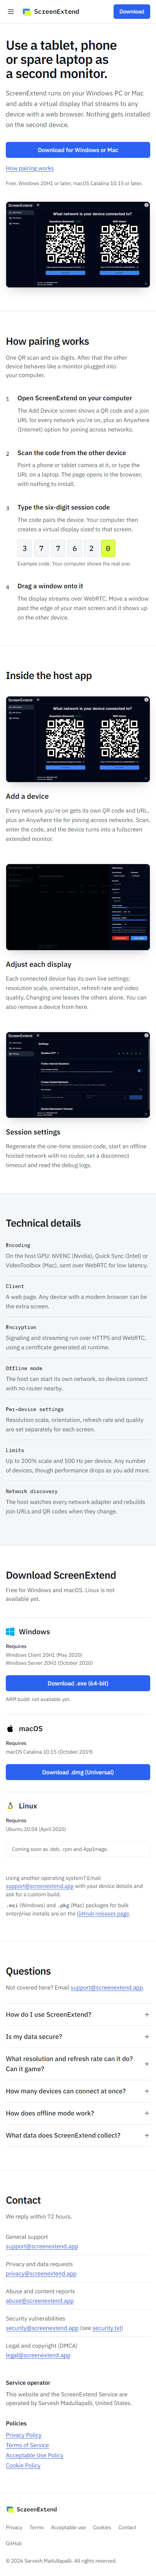 ScreenExtend
Download
Use a tablet, phone
or spare laptop as
a second monitor.
ScreenExtend runs on your Windows PC or Mac
and adds a virtual display that streams to any
device with a web browser. Nothing gets installed
on the second device.
Download for Windows or Mac
How pairing works
Free. Windows 20H1 or later, macOS Catalina 10.15 or later.
ScreenExtend
What network is your device connected to?
How pairing works
One QR scan and six digits. After that the other
device behaves like a monitor plugged into
your computer.
1 Open ScreenExtend on your computer
The Add Device screen shows a QR code and a join
URL for every network you're on, plus an Anywhere
(Internet) option for joining across networks.
2 Scan the code from the other device
Point a phone or tablet camera at it, or type the
URL on a laptop. The page opens in the browser,
with nothing to install.
3 Type the six-digit session code
The code pairs the device. Your computer then
creates a virtual display sized to that screen.
3 7 7 6 2 0
Example code. Your computer shows the real one.
4 Drag a window onto it
The display streams over WebRTC. Move a window
past the edge of your main screen and it shows up
on the other device.
Inside the host app
ScreenExtend
What network is your device connected to?
Add a device
Every network you're on gets its own QR code and URL,
plus an Anywhere tile for joining across networks. Scan,
enter the code, and the device turns into a fullscreen
extended monitor.
Adjust each display
Each connected device has its own live settings:
resolution scale, orientation, refresh rate and video
quality. Changing one leaves the others alone. You can
also remove a device from here.
ScreenExtend
Settings
Session settings
Regenerate the one-time session code, start an offline
hosted network with no router, set a disconnect
timeout and read the debug logs.
Technical details
Encoding
On the host GPU: NVENC (Nvidia), Quick Sync (Intel) or
VideoToolbox (Mac), sent over WebRTC for low latency.
Client
A web page. Any device with a modern browser can be
the extra screen.
Encryption
Signaling and streaming run over HTTPS and WebRTC,
using a certificate generated at runtime.
Offline mode
The host can start its own network, so devices connect
with no router nearby.
Per-device settings
Resolution scale, orientation, refresh rate and quality
are set separately for each screen.
Limits
Up to 200% scale and 500 Hz per device. Any number
of devices, though performance drops as you add more.
Network discovery
The host watches every network adapter and rebuilds
join URLs and QR codes when they change.
Download ScreenExtend
Free for Windows and macOS. Linux is not
available yet.
Windows
Requires
Windows Client 20H1 (May 2020)
Windows Server 20H2 (October 2020)
Download .exe (64-bit)
ARM build: not available yet.
macOS
Requires
macOS Catalina 10.15 (October 2019)
Download .dmg (Universal)
Linux
Requires
Ubuntu 20.04 (April 2020)
Coming soon as .deb, .rpm and AppImage.
Using another operating system? Email
support@screenextend.app with your device details and
ask for a custom build.
.msi (Windows) and .pkg (Mac) packages for bulk
enterprise installs are on the GitHub releases page.
Questions
Not covered here? Email support@screenextend.app.
How do I use ScreenExtend?
Is my data secure?
What resolution and refresh rate can it do?
Can it game?
How many devices can connect at once?
How does offline mode work?
What data does ScreenExtend collect?
Contact
We reply within 72 hours.
General support
support@screenextend.app
Privacy and data requests
privacy@screenextend.app
Abuse and content reports
abuse@screenextend.app
Security vulnerabilities
security@screenextend.app (see security.txt)
Legal and copyright (DMCA)
legal@screenextend.app
Service operator
This website and the ScreenExtend Service are
operated by Sarvesh Madullapalli, United States.
Policies
Privacy Policy
Terms of Service
Acceptable Use Policy
Cookie Policy
ScreenExtend
Privacy Terms Acceptable use Cookies Contact
GitHub
© 2026 Sarvesh Madullapalli. All rights reserved.